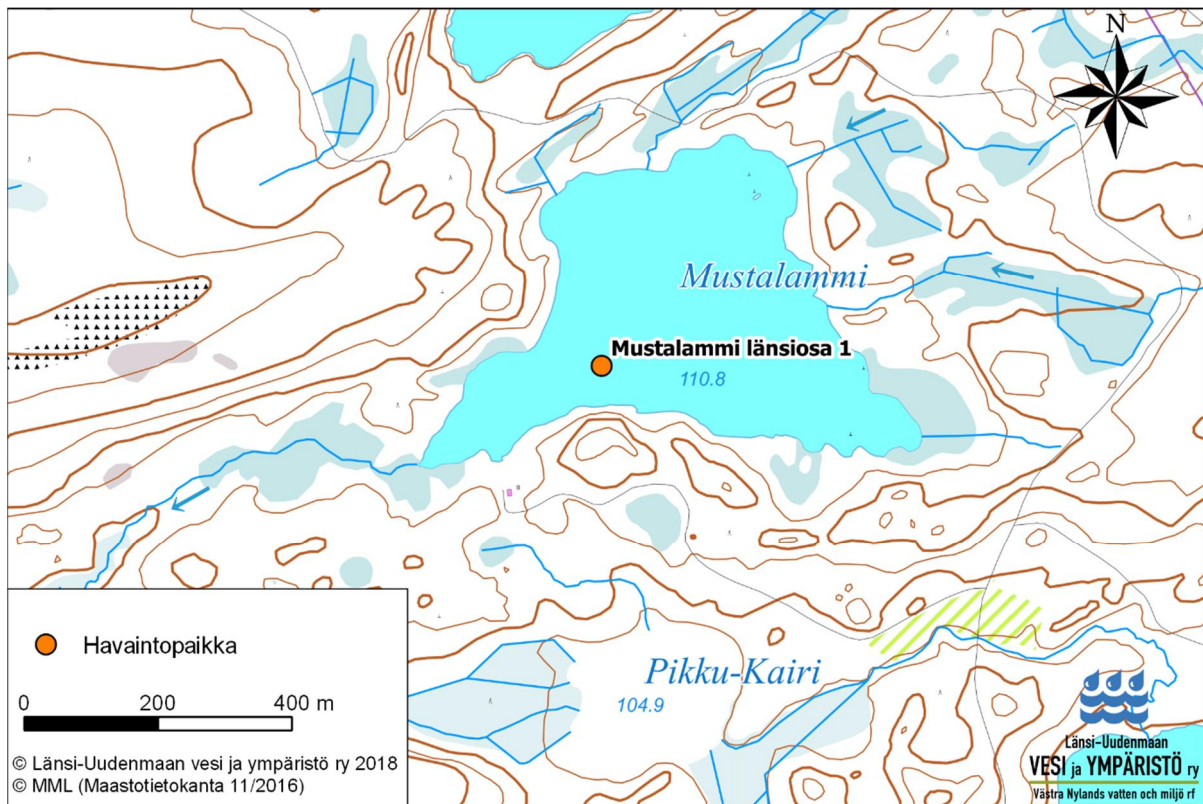 N
Mustalammi
Mustalammi länsiosa 1
110.8
Pikku-Kairi
104.9
Havaintopaikka
0 200 400 m
© Länsi-Uudenmaan vesi ja ympäristö ry 2018
© MML (Maastotietokanta 11/2016)
Länsi-Uudenmaan
VESI ja YMPÄRISTÖ ry
Västra Nylands vatten och miljö rf